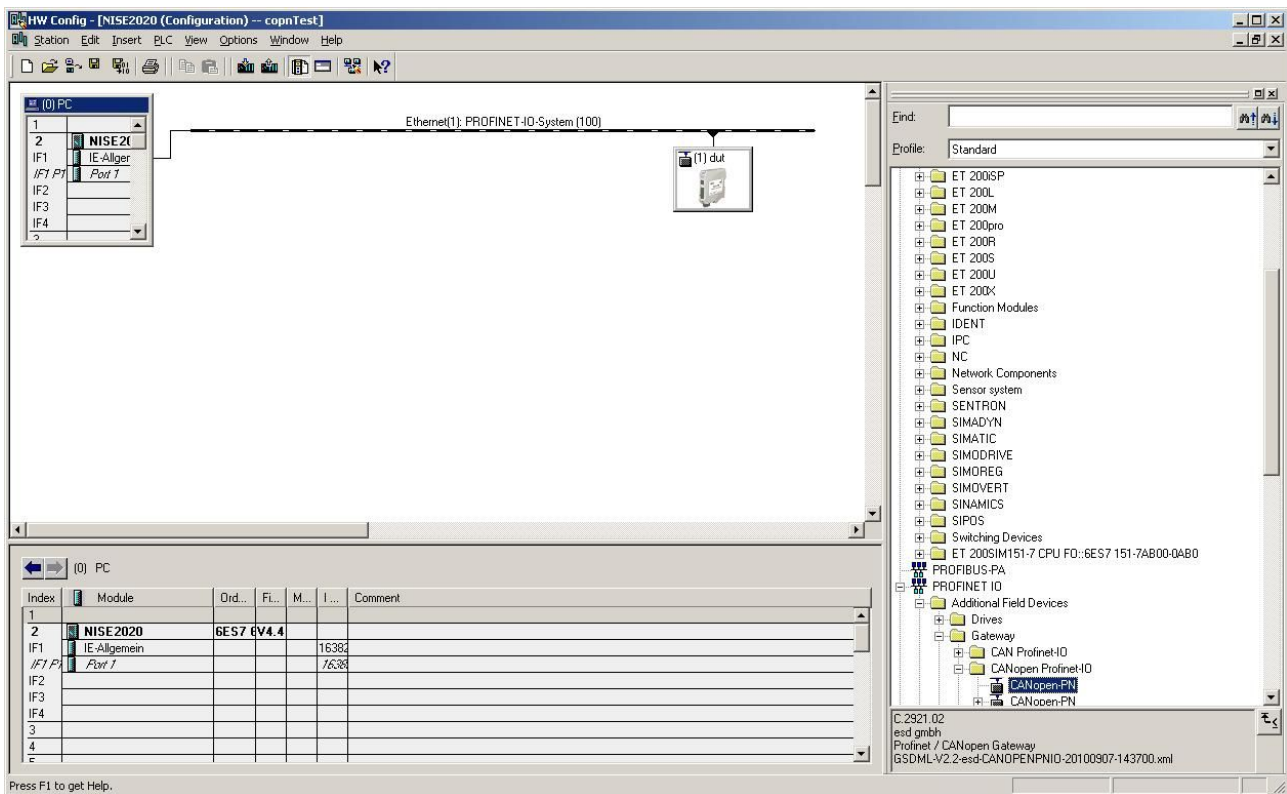 HW Config - [NISE2020 (Configuration) -- copnTest]
Station Edit Insert PLC View Options Window Help
(0) PC
1
2 NISE2(
IF1 IE-Allger
IF1 P1 Port 1
IF2
IF3
IF4
Ethernet(1): PROFINET-IO-System (100)
(1) dut
Find:
Profile: Standard
ET 200iSP
ET 200L
ET 200M
ET 200pro
ET 200R
ET 200S
ET 200U
ET 200X
Function Modules
IDENT
IPC
NC
Network Components
Sensor system
SENTRON
SIMADYN
SIMATIC
SIMODRIVE
SIMOREG
SIMOVERT
SINAMICS
SIPOS
Switching Devices
ET 200SIM151-7 CPU FO::6ES7 151-7AB00-0AB0
PROFIBUS-PA
PROFINET IO
Additional Field Devices
Drives
Gateway
CAN Profinet-IO
CANopen Profinet-IO
CANopen-PN
CANopen-PN
C.2921.02
esd gmbh
Profinet / CANopen Gateway
GSDML-V2.2-esd-CANOPENPNIO-20100907-143700.xml
(0) PC
Index Module Ord... Fi... M... I ... Comment
1
2 NISE2020 6ES7 6 V4.4
IF1 IE-Allgemein 16382
IF1 P1 Port 1
IF2
IF3
IF4
3
4
Press F1 to get Help.